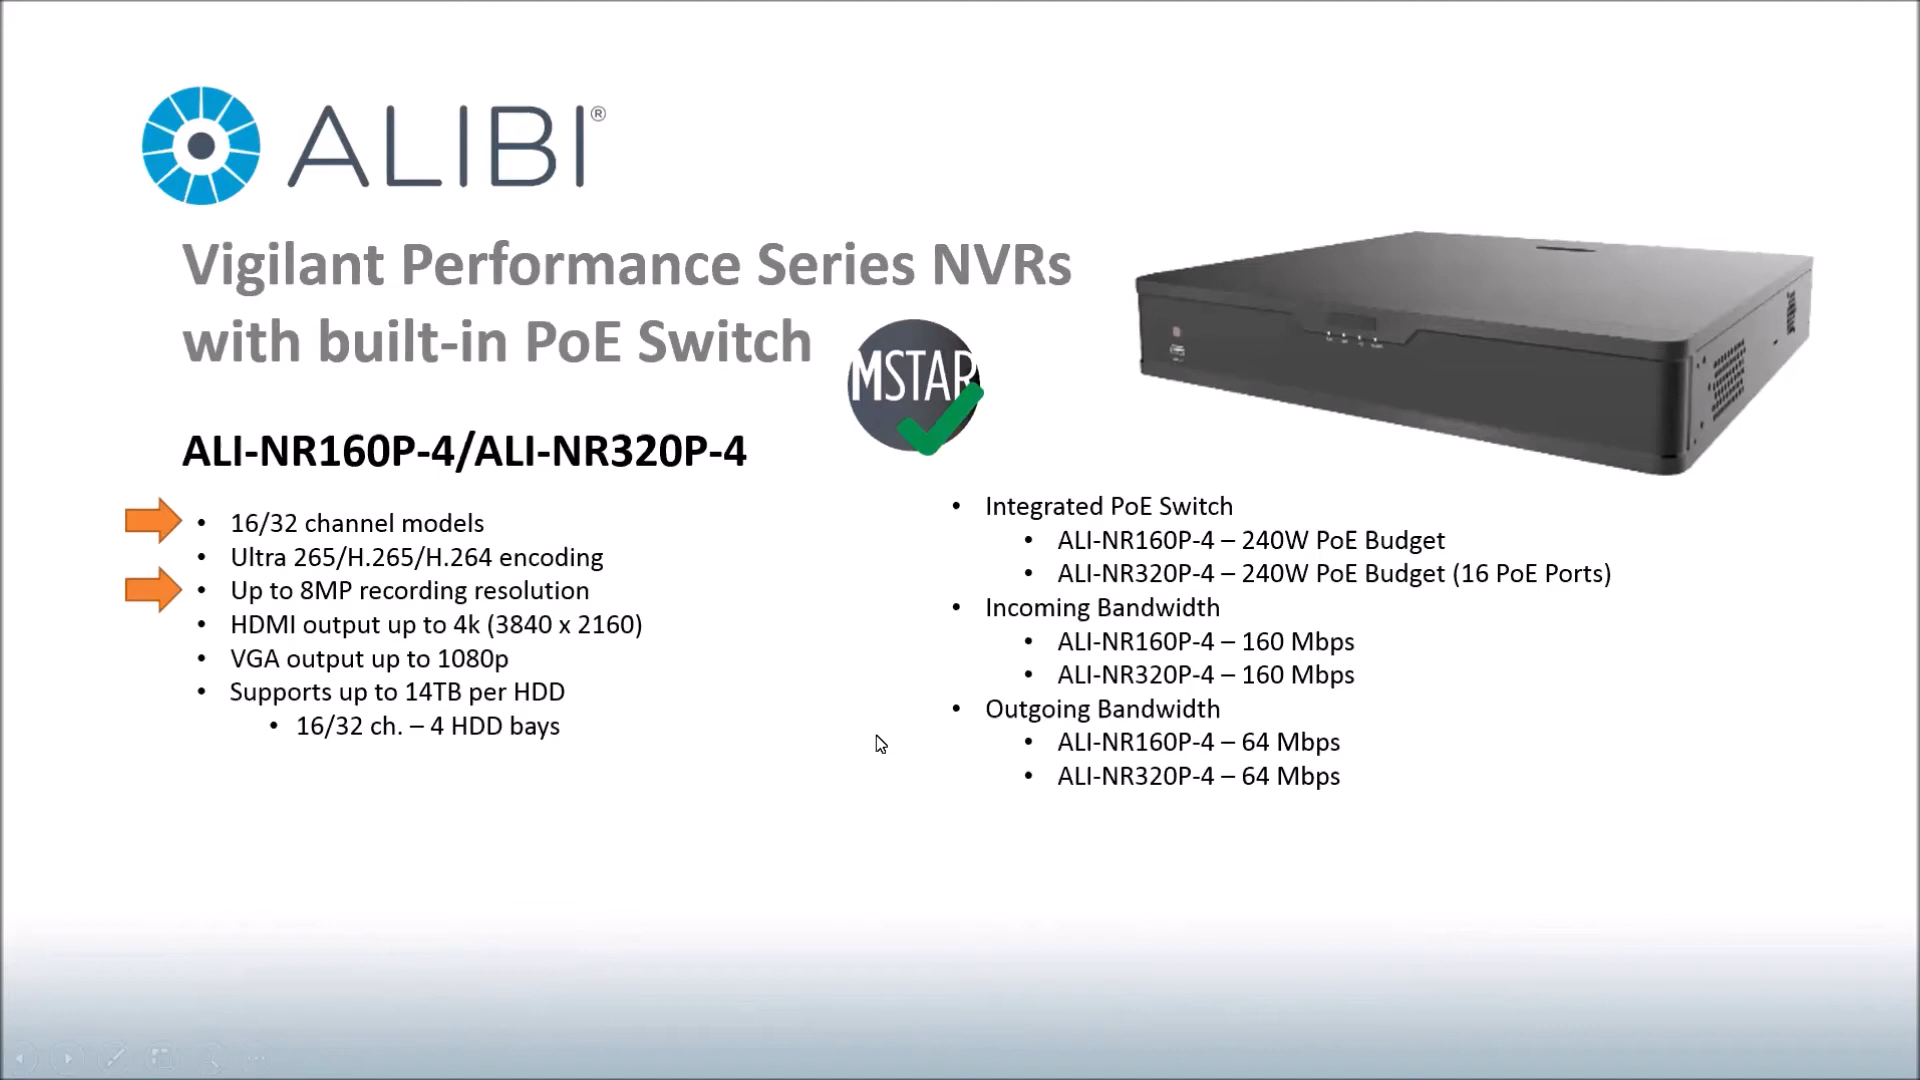 ALIBI®
Vigilant Performance Series NVRs
with built-in PoE Switch
MSTAR
ALI-NR160P-4/ALI-NR320P-4
• 16/32 channel models
• Ultra 265/H.265/H.264 encoding
• Up to 8MP recording resolution
• HDMI output up to 4k (3840 x 2160)
• VGA output up to 1080p
• Supports up to 14TB per HDD
• 16/32 ch. – 4 HDD bays
• Integrated PoE Switch
• ALI-NR160P-4 – 240W PoE Budget
• ALI-NR320P-4 – 240W PoE Budget (16 PoE Ports)
• Incoming Bandwidth
• ALI-NR160P-4 – 160 Mbps
• ALI-NR320P-4 – 160 Mbps
• Outgoing Bandwidth
• ALI-NR160P-4 – 64 Mbps
• ALI-NR320P-4 – 64 Mbps